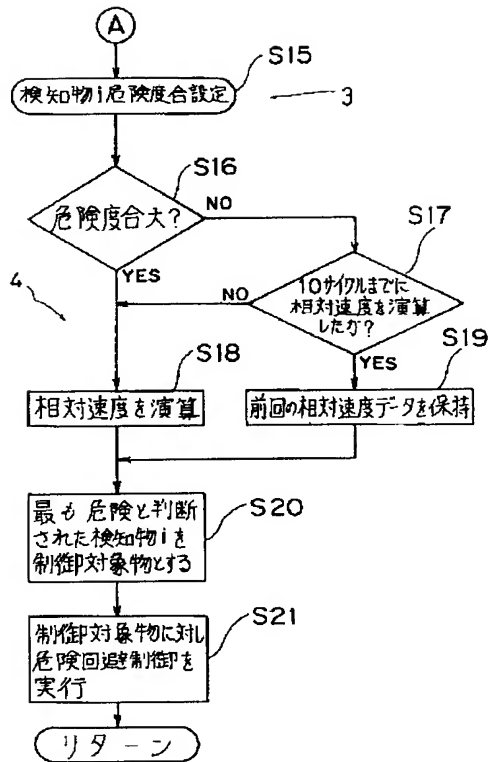 A
S15
検知物i危険度合設定
3
S16
危険度合大?
NO
S17
YES
NO
10サイクルまでに
相対速度を演算
したか?
4
YES
S18
S19
相対速度を演算
前回の相対速度データを保持
S20
最も危険と判断
された検知物iを
制御対象物とする
S21
制御対象物に対し
危険回避制御を
実行
リターン